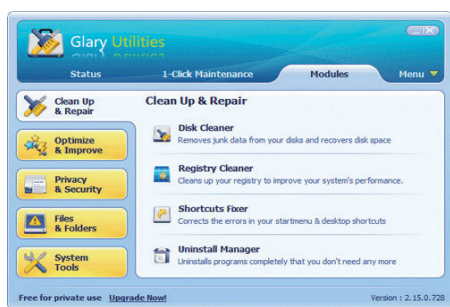 Glary Utilities
Status 1-Click Maintenance Modules Menu
Clean Up
& Repair
Optimize
& Improve
Privacy
& Security
Files
& Folders
System
Tools
Clean Up & Repair
Disk Cleaner
Removes junk data from your disks and recovers disk space
Registry Cleaner
Cleans up your registry to improve your system's performance.
Shortcuts Fixer
Corrects the errors in your startmenu & desktop shortcuts
Uninstall Manager
Uninstalls programs completely that you don't need any more
Free for private use Upgrade Now! Version : 2.15.0.728